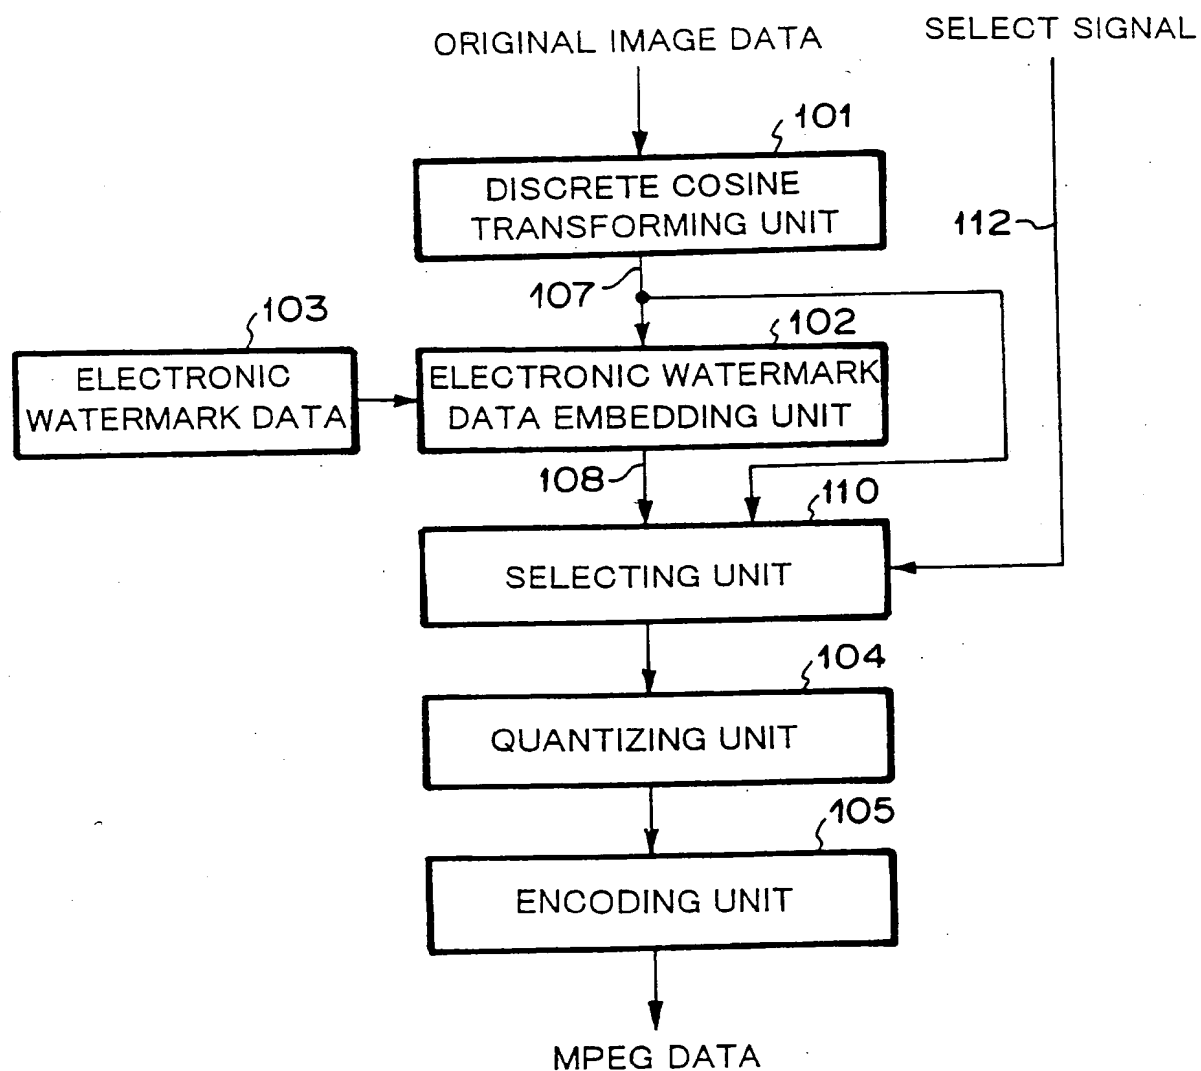 ORIGINAL IMAGE DATA
SELECT SIGNAL
101
DISCRETE COSINE
TRANSFORMING UNIT
112
107
103
102
ELECTRONIC
WATERMARK DATA
ELECTRONIC WATERMARK
DATA EMBEDDING UNIT
108
110
SELECTING UNIT
104
QUANTIZING UNIT
105
ENCODING UNIT
MPEG DATA